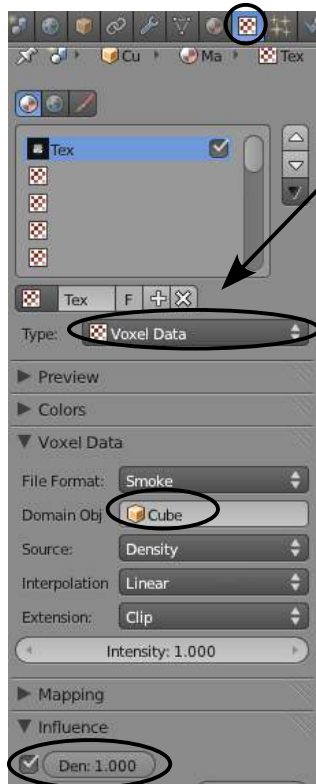 Cu Ma Tex
Tex
Tex F
Type: Voxel Data
Preview
Colors
Voxel Data
File Format: Smoke
Domain Obj Cube
Source: Density
Interpolation Linear
Extension: Clip
Intensity: 1.000
Mapping
Influence
Den: 1.000